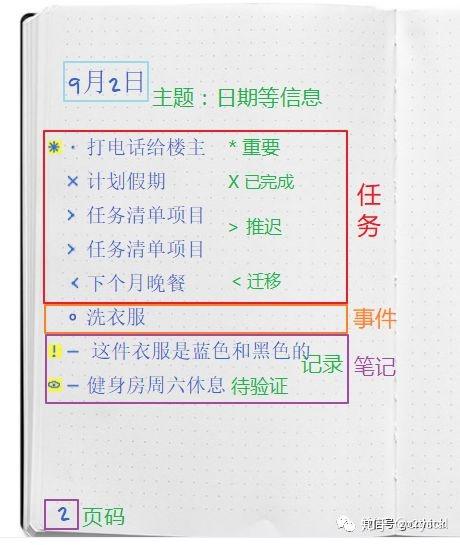 9月2日
主题：日期等信息
* · 打电话给楼主 * 重要
× 计划假期 X 已完成
> 任务清单项目
> 推迟
> 任务清单项目
任务
< 下个月晚餐 < 迁移
o 洗衣服 事件
! — 这件衣服是蓝色和黑色的 记录 笔记
— 健身房周六休息 待验证
2 页码
微信号